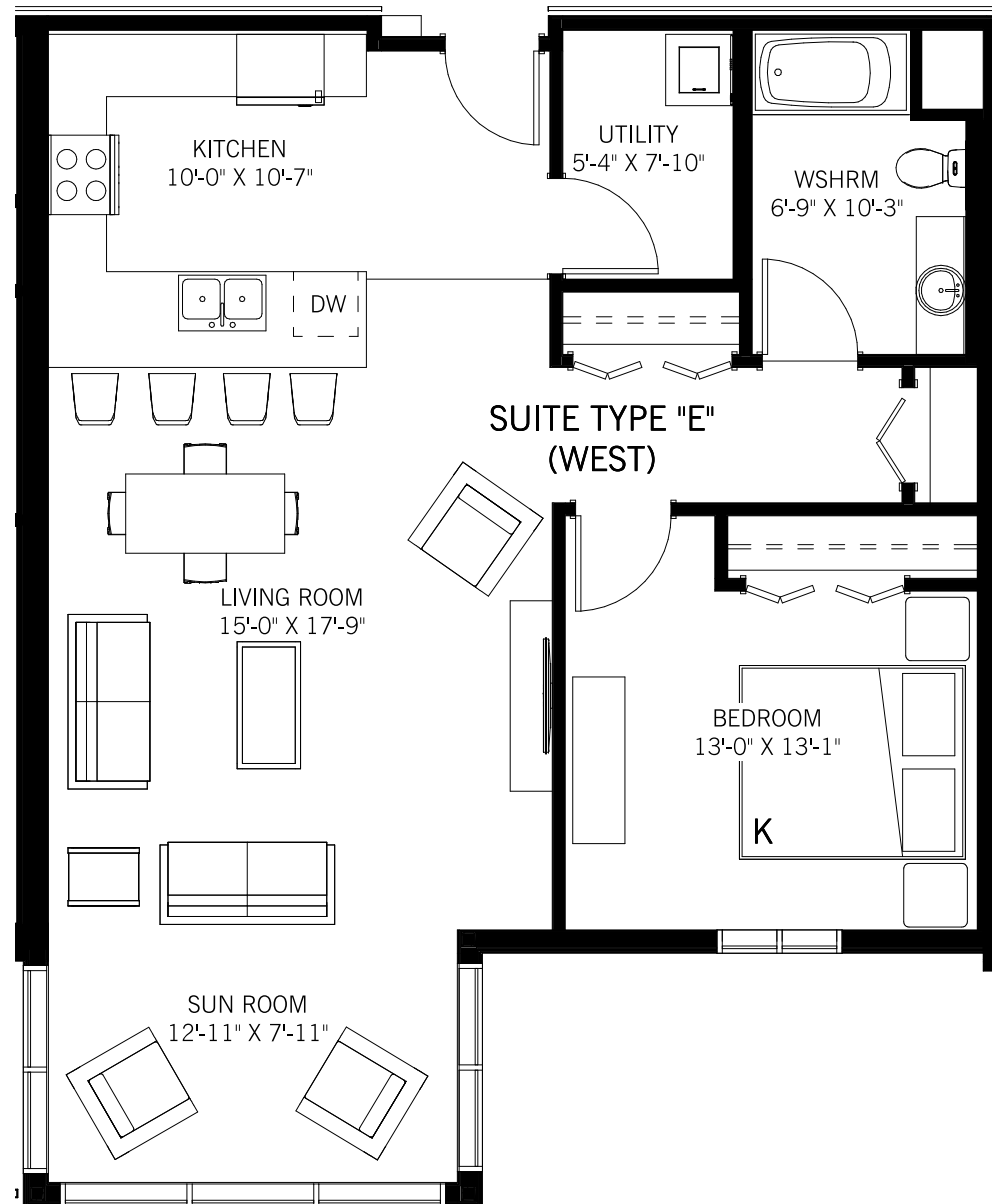 KITCHEN
10'-0" X 10'-7"
UTILITY
5'-4" X 7'-10"
WSHRM
6'-9" X 10'-3"
DW
SUITE TYPE "E"
(WEST)
LIVING ROOM
15'-0" X 17'-9"
BEDROOM
13'-0" X 13'-1"
K
SUN ROOM
12'-11" X 7'-11"